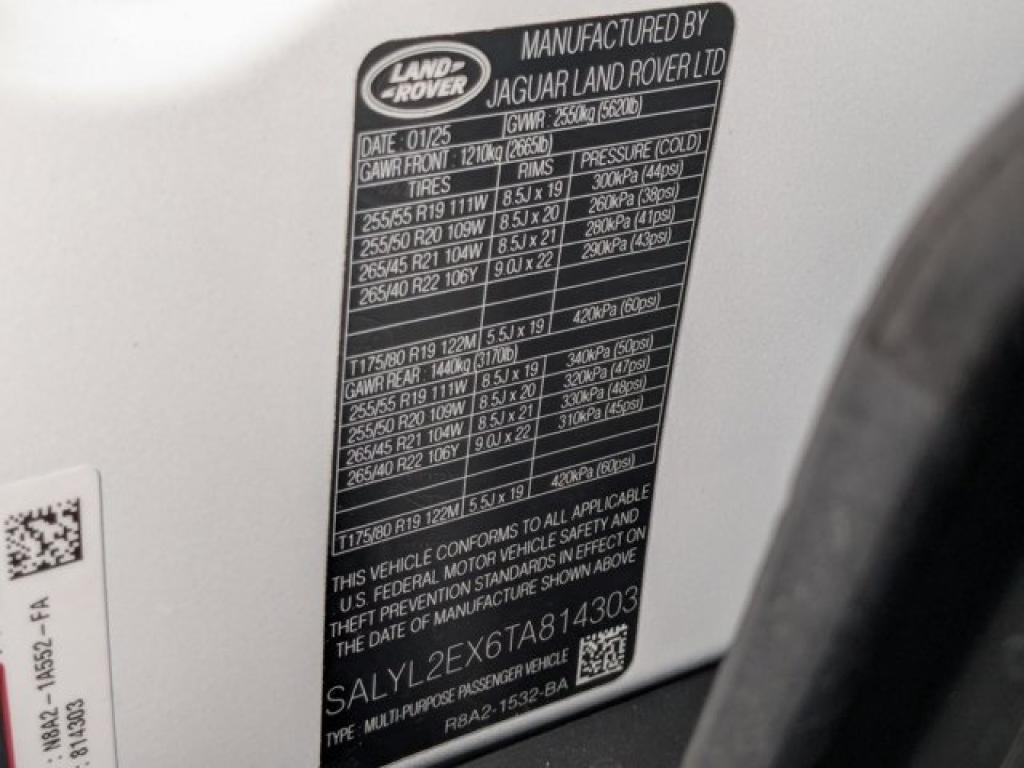 LAND-
-ROVER
MANUFACTURED BY
JAGUAR LAND ROVER LTD
DATE : 01/25 GVWR : 2550kg (5620lb)
GAWR FRONT : 1210kg (2665lb)
TIRES RIMS PRESSURE (COLD)
255/55 R19 111W 8.5J x 19 300kPa (44psi)
255/50 R20 109W 8.5J x 20 260kPa (38psi)
265/45 R21 104W 8.5J x 21 280kPa (41psi)
265/40 R22 106Y 9.0J x 22 290kPa (43psi)
T175/80 R19 122M 5.5J x 19 420kPa (60psi)
GAWR REAR : 1440kg (3170lb)
255/55 R19 111W 8.5J x 19 340kPa (50psi)
255/50 R20 109W 8.5J x 20 320kPa (47psi)
265/45 R21 104W 8.5J x 21 330kPa (48psi)
265/40 R22 106Y 9.0J x 22 310kPa (45psi)
T175/80 R19 122M 5.5J x 19 420kPa (60psi)
THIS VEHICLE CONFORMS TO ALL APPLICABLE
U.S. FEDERAL MOTOR VEHICLE SAFETY AND
THEFT PREVENTION STANDARDS IN EFFECT ON
THE DATE OF MANUFACTURE SHOWN ABOVE
SALYL2EX6TA814303
TYPE : MULTI-PURPOSE PASSENGER VEHICLE
R8A2-1532-BA
: N8A2-1A552-FA
: 814303